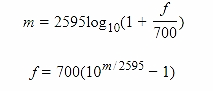 m = 2595log₁₀(1 + f/700)
f = 700(10^{m/2595} − 1)